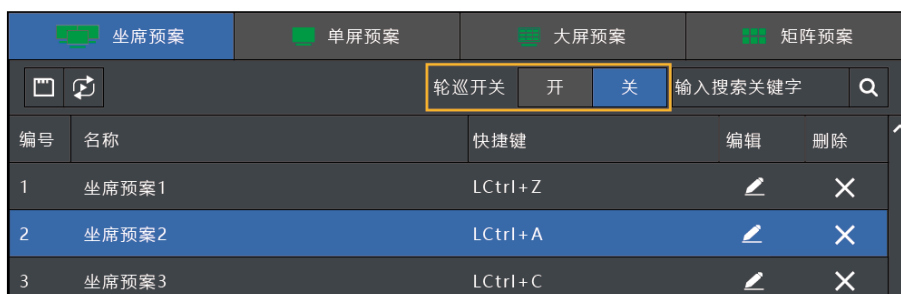 坐席预案 单屏预案 大屏预案 矩阵预案
轮巡开关 开 关 输入搜索关键字
编号 名称 快捷键 编辑 删除
1 坐席预案1 LCtrl+Z
2 坐席预案2 LCtrl+A
3 坐席预案3 LCtrl+C